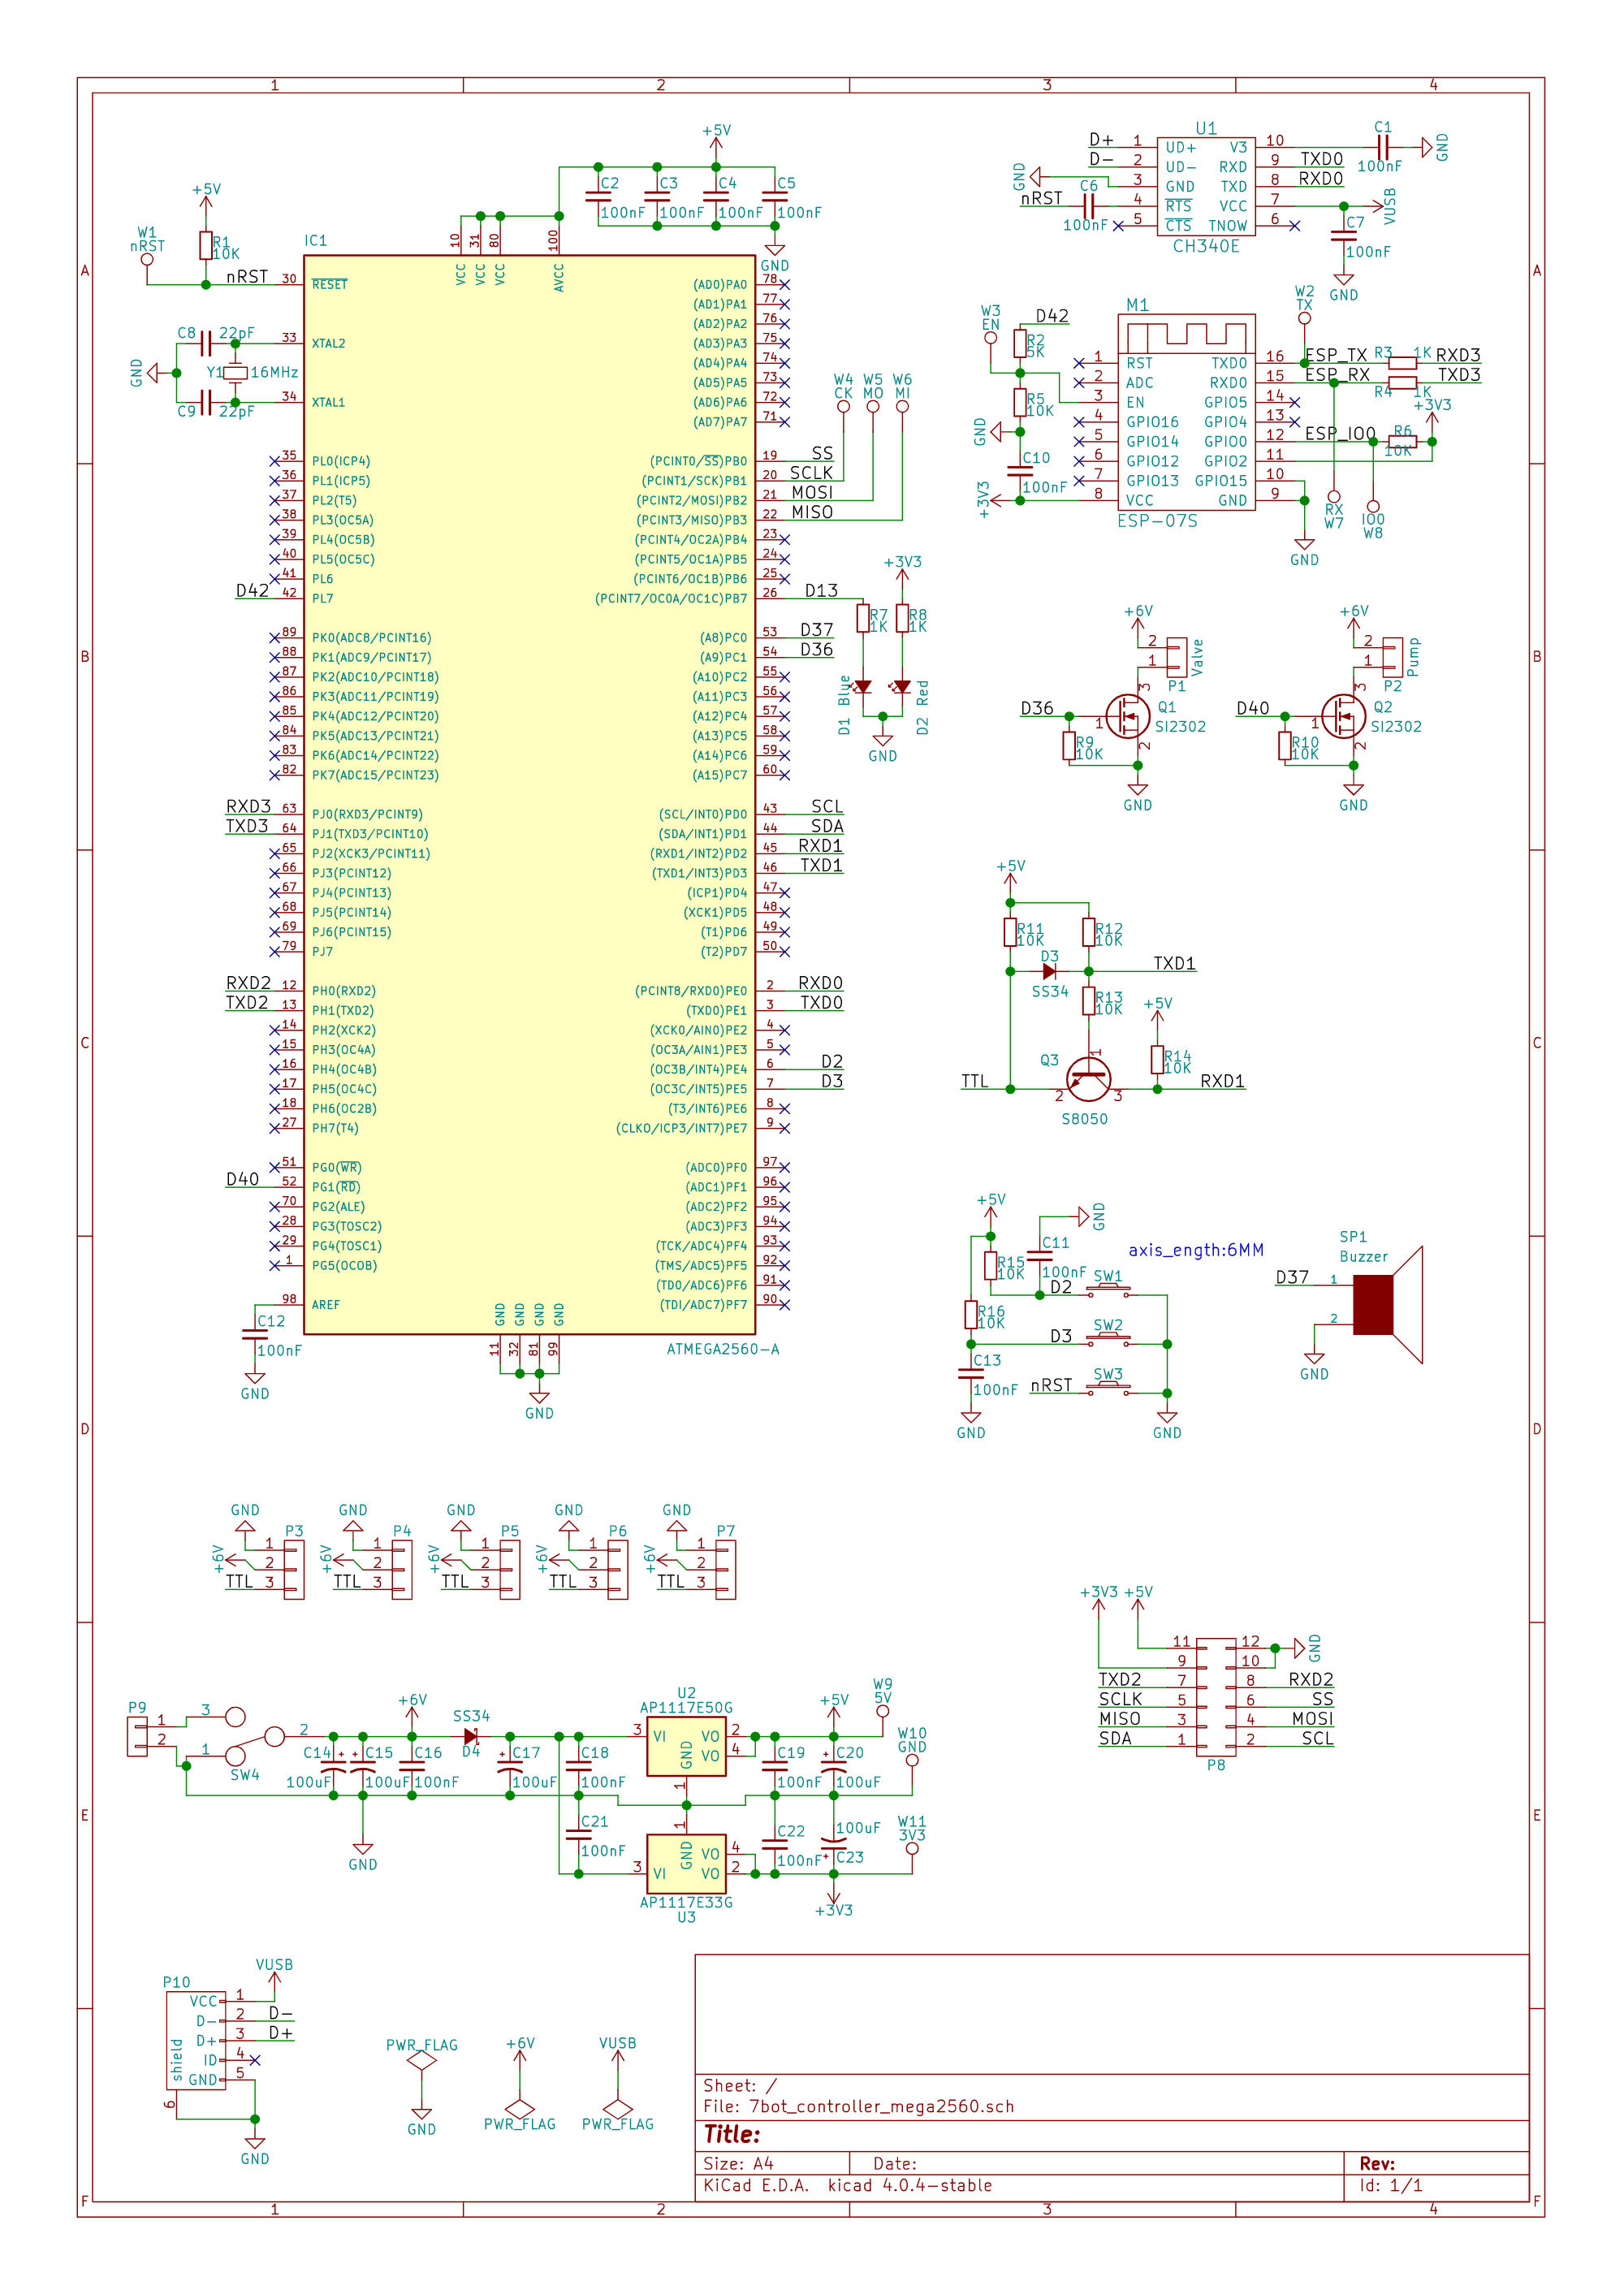 1 2 3 4
A B C D E F
+5V
W1
nRST
R1
10K
nRST
C8 22pF
GND
Y1 16MHz
C9 22pF
IC1
+5V
C2 C3 C4 C5
100nF 100nF 100nF 100nF
GND
10 31 80 100
VCC VCC VCC AVCC
30 RESET
33 XTAL2
34 XTAL1
35 PL0(ICP4)
36 PL1(ICP5)
37 PL2(T5)
38 PL3(OC5A)
39 PL4(OC5B)
40 PL5(OC5C)
41 PL6
D42 42 PL7
89 PK0(ADC8/PCINT16)
88 PK1(ADC9/PCINT17)
87 PK2(ADC10/PCINT18)
86 PK3(ADC11/PCINT19)
85 PK4(ADC12/PCINT20)
84 PK5(ADC13/PCINT21)
83 PK6(ADC14/PCINT22)
82 PK7(ADC15/PCINT23)
RXD3 63 PJ0(RXD3/PCINT9)
TXD3 64 PJ1(TXD3/PCINT10)
65 PJ2(XCK3/PCINT11)
66 PJ3(PCINT12)
67 PJ4(PCINT13)
68 PJ5(PCINT14)
69 PJ6(PCINT15)
79 PJ7
RXD2 12 PH0(RXD2)
TXD2 13 PH1(TXD2)
14 PH2(XCK2)
15 PH3(OC4A)
16 PH4(OC4B)
17 PH5(OC4C)
18 PH6(OC2B)
27 PH7(T4)
51 PG0(WR)
D40 52 PG1(RD)
70 PG2(ALE)
28 PG3(TOSC2)
29 PG4(TOSC1)
1 PG5(OC0B)
98 AREF
C12
100nF
GND
(AD0)PA0 78
(AD1)PA1 77
(AD2)PA2 76
(AD3)PA3 75
(AD4)PA4 74
(AD5)PA5 73
(AD6)PA6 72
(AD7)PA7 71
(PCINT0/SS)PB0 19 SS
(PCINT1/SCK)PB1 20 SCLK
(PCINT2/MOSI)PB2 21 MOSI
(PCINT3/MISO)PB3 22 MISO
(PCINT4/OC2A)PB4 23
(PCINT5/OC1A)PB5 24
(PCINT6/OC1B)PB6 25
(PCINT7/OC0A/OC1C)PB7 26 D13
(A8)PC0 53 D37
(A9)PC1 54 D36
(A10)PC2 55
(A11)PC3 56
(A12)PC4 57
(A13)PC5 58
(A14)PC6 59
(A15)PC7 60
(SCL/INT0)PD0 43 SCL
(SDA/INT1)PD1 44 SDA
(RXD1/INT2)PD2 45 RXD1
(TXD1/INT3)PD3 46 TXD1
(ICP1)PD4 47
(XCK1)PD5 48
(T1)PD6 49
(T2)PD7 50
(PCINT8/RXD0)PE0 2 RXD0
(TXD0)PE1 3 TXD0
(XCK0/AIN0)PE2 4
(OC3A/AIN1)PE3 5
(OC3B/INT4)PE4 6 D2
(OC3C/INT5)PE5 7 D3
(T3/INT6)PE6 8
(CLKO/ICP3/INT7)PE7 9
(ADC0)PF0 97
(ADC1)PF1 96
(ADC2)PF2 95
(ADC3)PF3 94
(TCK/ADC4)PF4 93
(TMS/ADC5)PF5 92
(TDO/ADC6)PF6 91
(TDI/ADC7)PF7 90
GND GND GND GND
11 32 81 99
GND
ATMEGA2560-A
W4 W5 W6
CK MO MI
+3V3
R7 R8
1K 1K
D1 Blue
D2 Red
GND
U1
D+ 1 UD+ V3 10
D- 2 UD- RXD 9 TXD0
GND 3 GND TXD 8 RXD0
nRST C6 100nF 4 RTS VCC 7 VUSB
5 CTS TNOW 6
CH340E
C1
100nF
GND
C7
100nF
GND
W3
EN
D42
R2
5K
R5
10K
GND
C10
100nF
+3V3
M1
1 RST TXD0 16 ESP_TX R3 1K RXD3
2 ADC RXD0 15 ESP_RX R4 1K TXD3
3 EN GPIO5 14
4 GPIO16 GPIO4 13 +3V3
5 GPIO14 GPIO0 12 ESP_IO0 R6 10K
6 GPIO12 GPIO2 11
7 GPIO13 GPIO15 10
8 VCC GND 9
ESP-07S
W2
TX
RX
W7
IO0
W8
GND
+6V
2
1
Valve
P1
D36 1 3 2 Q1
SI2302
R9
10K
GND
+6V
2
1
Pump
P2
D40 1 3 2 Q2
SI2302
R10
10K
GND
+5V
R11
10K
R12
10K
D3
SS34
TXD1
R13
10K
+5V
R14
10K
Q3
1
TTL 2 3 RXD1
S8050
+5V
R15
10K
C11
100nF
GND
axis_ength:6MM
D2 SW1
R16
10K
D3 SW2
C13
100nF
nRST SW3
GND GND
SP1
Buzzer
D37 1
2
GND
GND P3
1
+6V 2
TTL 3
GND P4
1
+6V 2
TTL 3
GND P5
1
+6V 2
TTL 3
GND P6
1
+6V 2
TTL 3
GND P7
1
+6V 2
TTL 3
+3V3 +5V
11 12 GND
9 10
TXD2 7 8 RXD2
SCLK 5 6 SS
MISO 3 4 MOSI
SDA 1 2 SCL
P8
P9
1
2
3
2
1
SW4
+6V
C14 C15 C16
100uF 100uF 100nF
GND
SS34
D4
C17 C18
100uF 100nF
U2
AP1117E50G
3 VI VO 2
VO 4
GND
1
+5V
W9
5V
C19 C20
100nF 100uF
W10
GND
C21
100nF
1
GND
VO 4
3 VI VO 2
AP1117E33G
U3
C22
100nF
100uF
C23
W11
3V3
+3V3
VUSB
P10
VCC 1
D- 2 D-
D+ 3 D+
ID 4
GND 5
shield
6
GND
PWR_FLAG
GND
+6V
PWR_FLAG
VUSB
PWR_FLAG
Sheet: /
File: 7bot_controller_mega2560.sch
Title:
Size: A4 Date: Rev:
KiCad E.D.A. kicad 4.0.4-stable Id: 1/1
1 2 3 4
A B C D E F